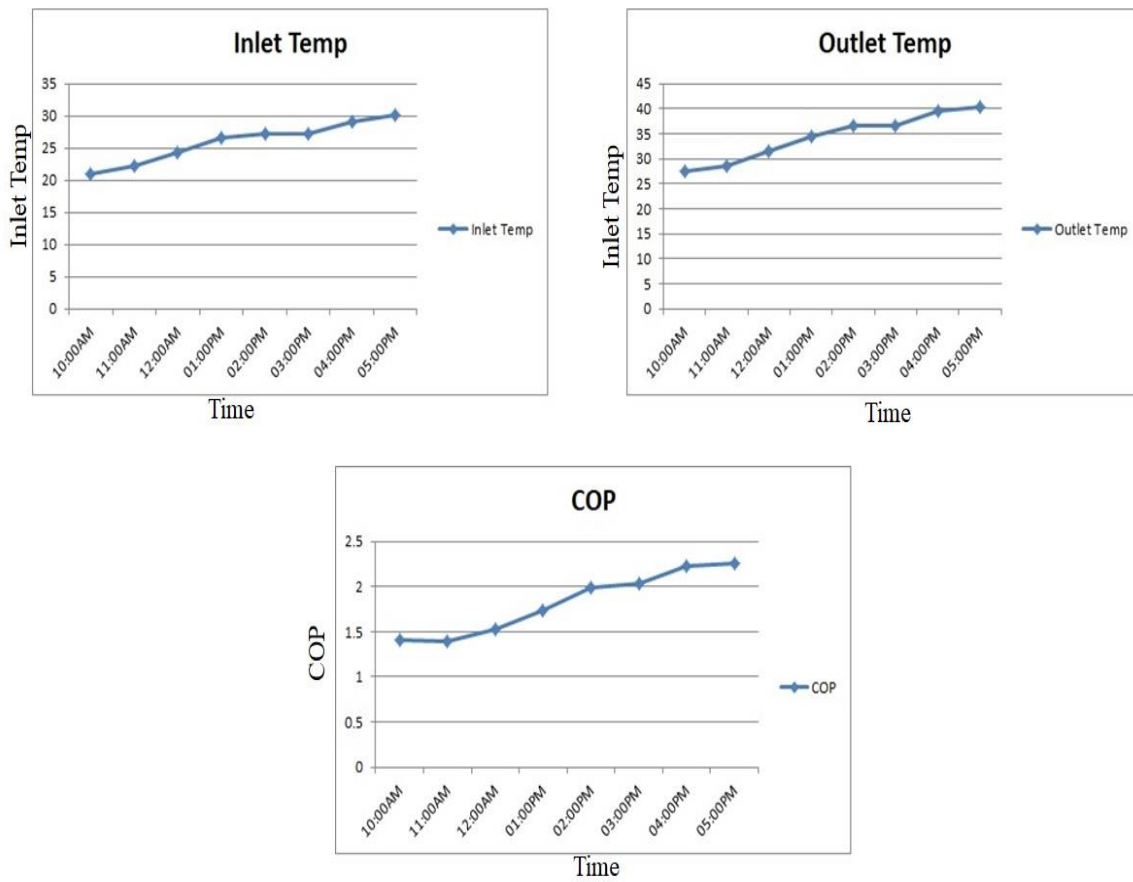 Inlet Temp
35
30
25
20
15
10
5
0
Inlet Temp
Inlet Temp
10:00AM
11:00AM
12:00AM
01:00PM
02:00PM
03:00PM
04:00PM
05:00PM
Time
Outlet Temp
45
40
35
30
25
20
15
10
5
0
Inlet Temp
Outlet Temp
10:00AM
11:00AM
12:00AM
01:00PM
02:00PM
03:00PM
04:00PM
05:00PM
Time
COP
2.5
2
1.5
1
0.5
0
COP
COP
10:00AM
11:00AM
12:00AM
01:00PM
02:00PM
03:00PM
04:00PM
05:00PM
Time